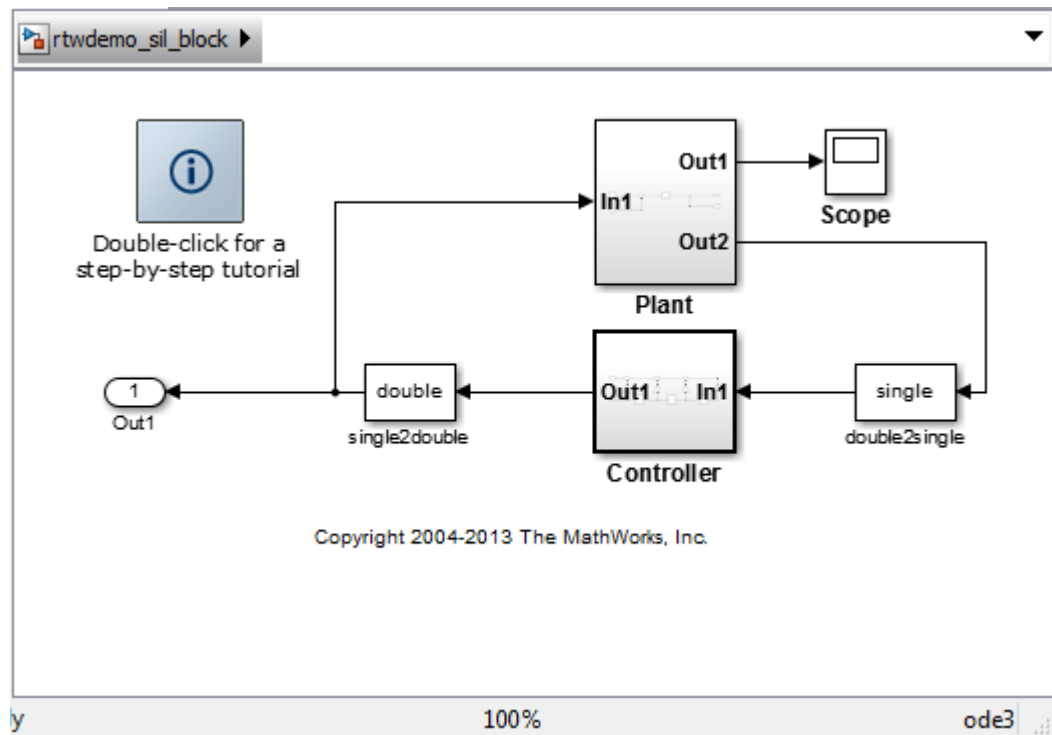 rtwdemo_sil_block
Double-click for a
step-by-step tutorial
In1
Out1
Out2
Plant
Scope
1
Out1
double
single2double
Out1
In1
Controller
single
double2single
Copyright 2004-2013 The MathWorks, Inc.
100%
ode3